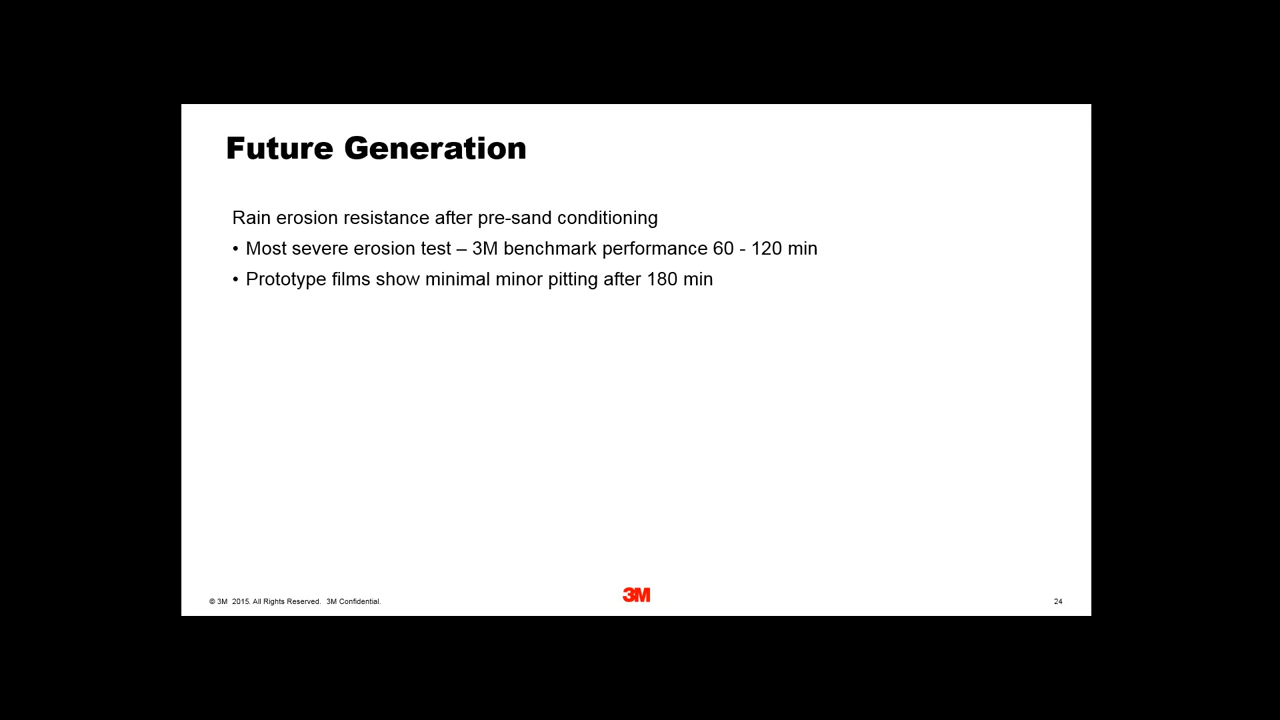 Future Generation
Rain erosion resistance after pre-sand conditioning
• Most severe erosion test – 3M benchmark performance 60 - 120 min
• Prototype films show minimal minor pitting after 180 min
© 3M 2015. All Rights Reserved. 3M Confidential.
3M
24